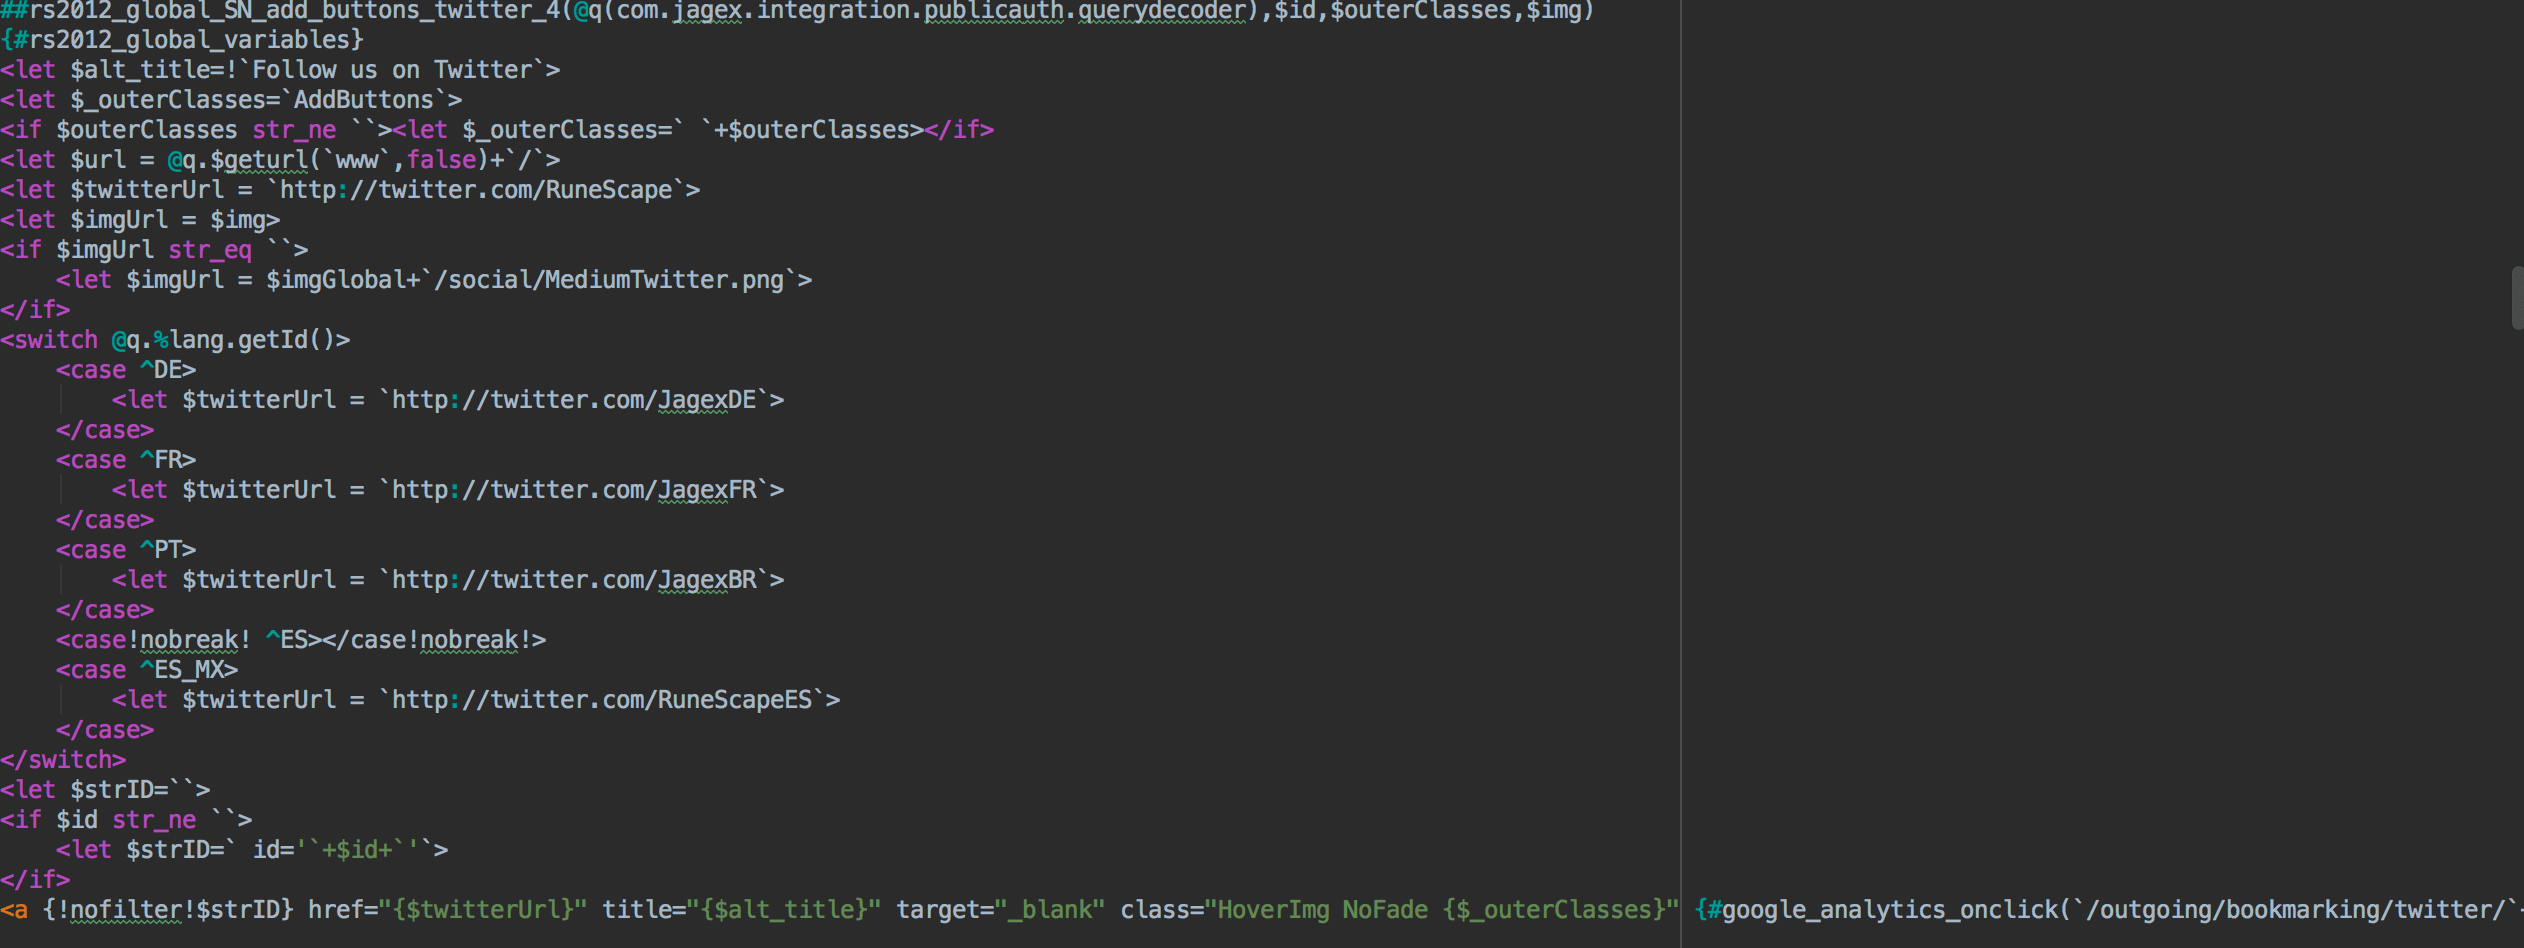 ##rs2012_global_SN_add_buttons_twitter_4(@q(com.jagex.integration.publicauth.querydecoder),$id,$outerClasses,$img)
{#rs2012_global_variables}
<let $alt_title=!`Follow us on Twitter`>
<let $_outerClasses=`AddButtons`>
<if $outerClasses str_ne ``><let $_outerClasses=` `+$outerClasses></if>
<let $url = @q.$geturl(`www`,false)+`/`>
<let $twitterUrl = `http://twitter.com/RuneScape`>
<let $imgUrl = $img>
<if $imgUrl str_eq ``>
    <let $imgUrl = $imgGlobal+`/social/MediumTwitter.png`>
</if>
<switch @q.%lang.getId()>
    <case ^DE>
        <let $twitterUrl = `http://twitter.com/JagexDE`>
    </case>
    <case ^FR>
        <let $twitterUrl = `http://twitter.com/JagexFR`>
    </case>
    <case ^PT>
        <let $twitterUrl = `http://twitter.com/JagexBR`>
    </case>
    <case!nobreak! ^ES></case!nobreak!>
    <case ^ES_MX>
        <let $twitterUrl = `http://twitter.com/RuneScapeES`>
    </case>
</switch>
<let $strID=``>
<if $id str_ne ``>
    <let $strID=` id='`+$id+`'`>
</if>
<a {!nofilter!$strID} href="{$twitterUrl}" title="{$alt_title}" target="_blank" class="HoverImg NoFade {$_outerClasses}" {#google_analytics_onclick(`/outgoing/bookmarking/twitter/`